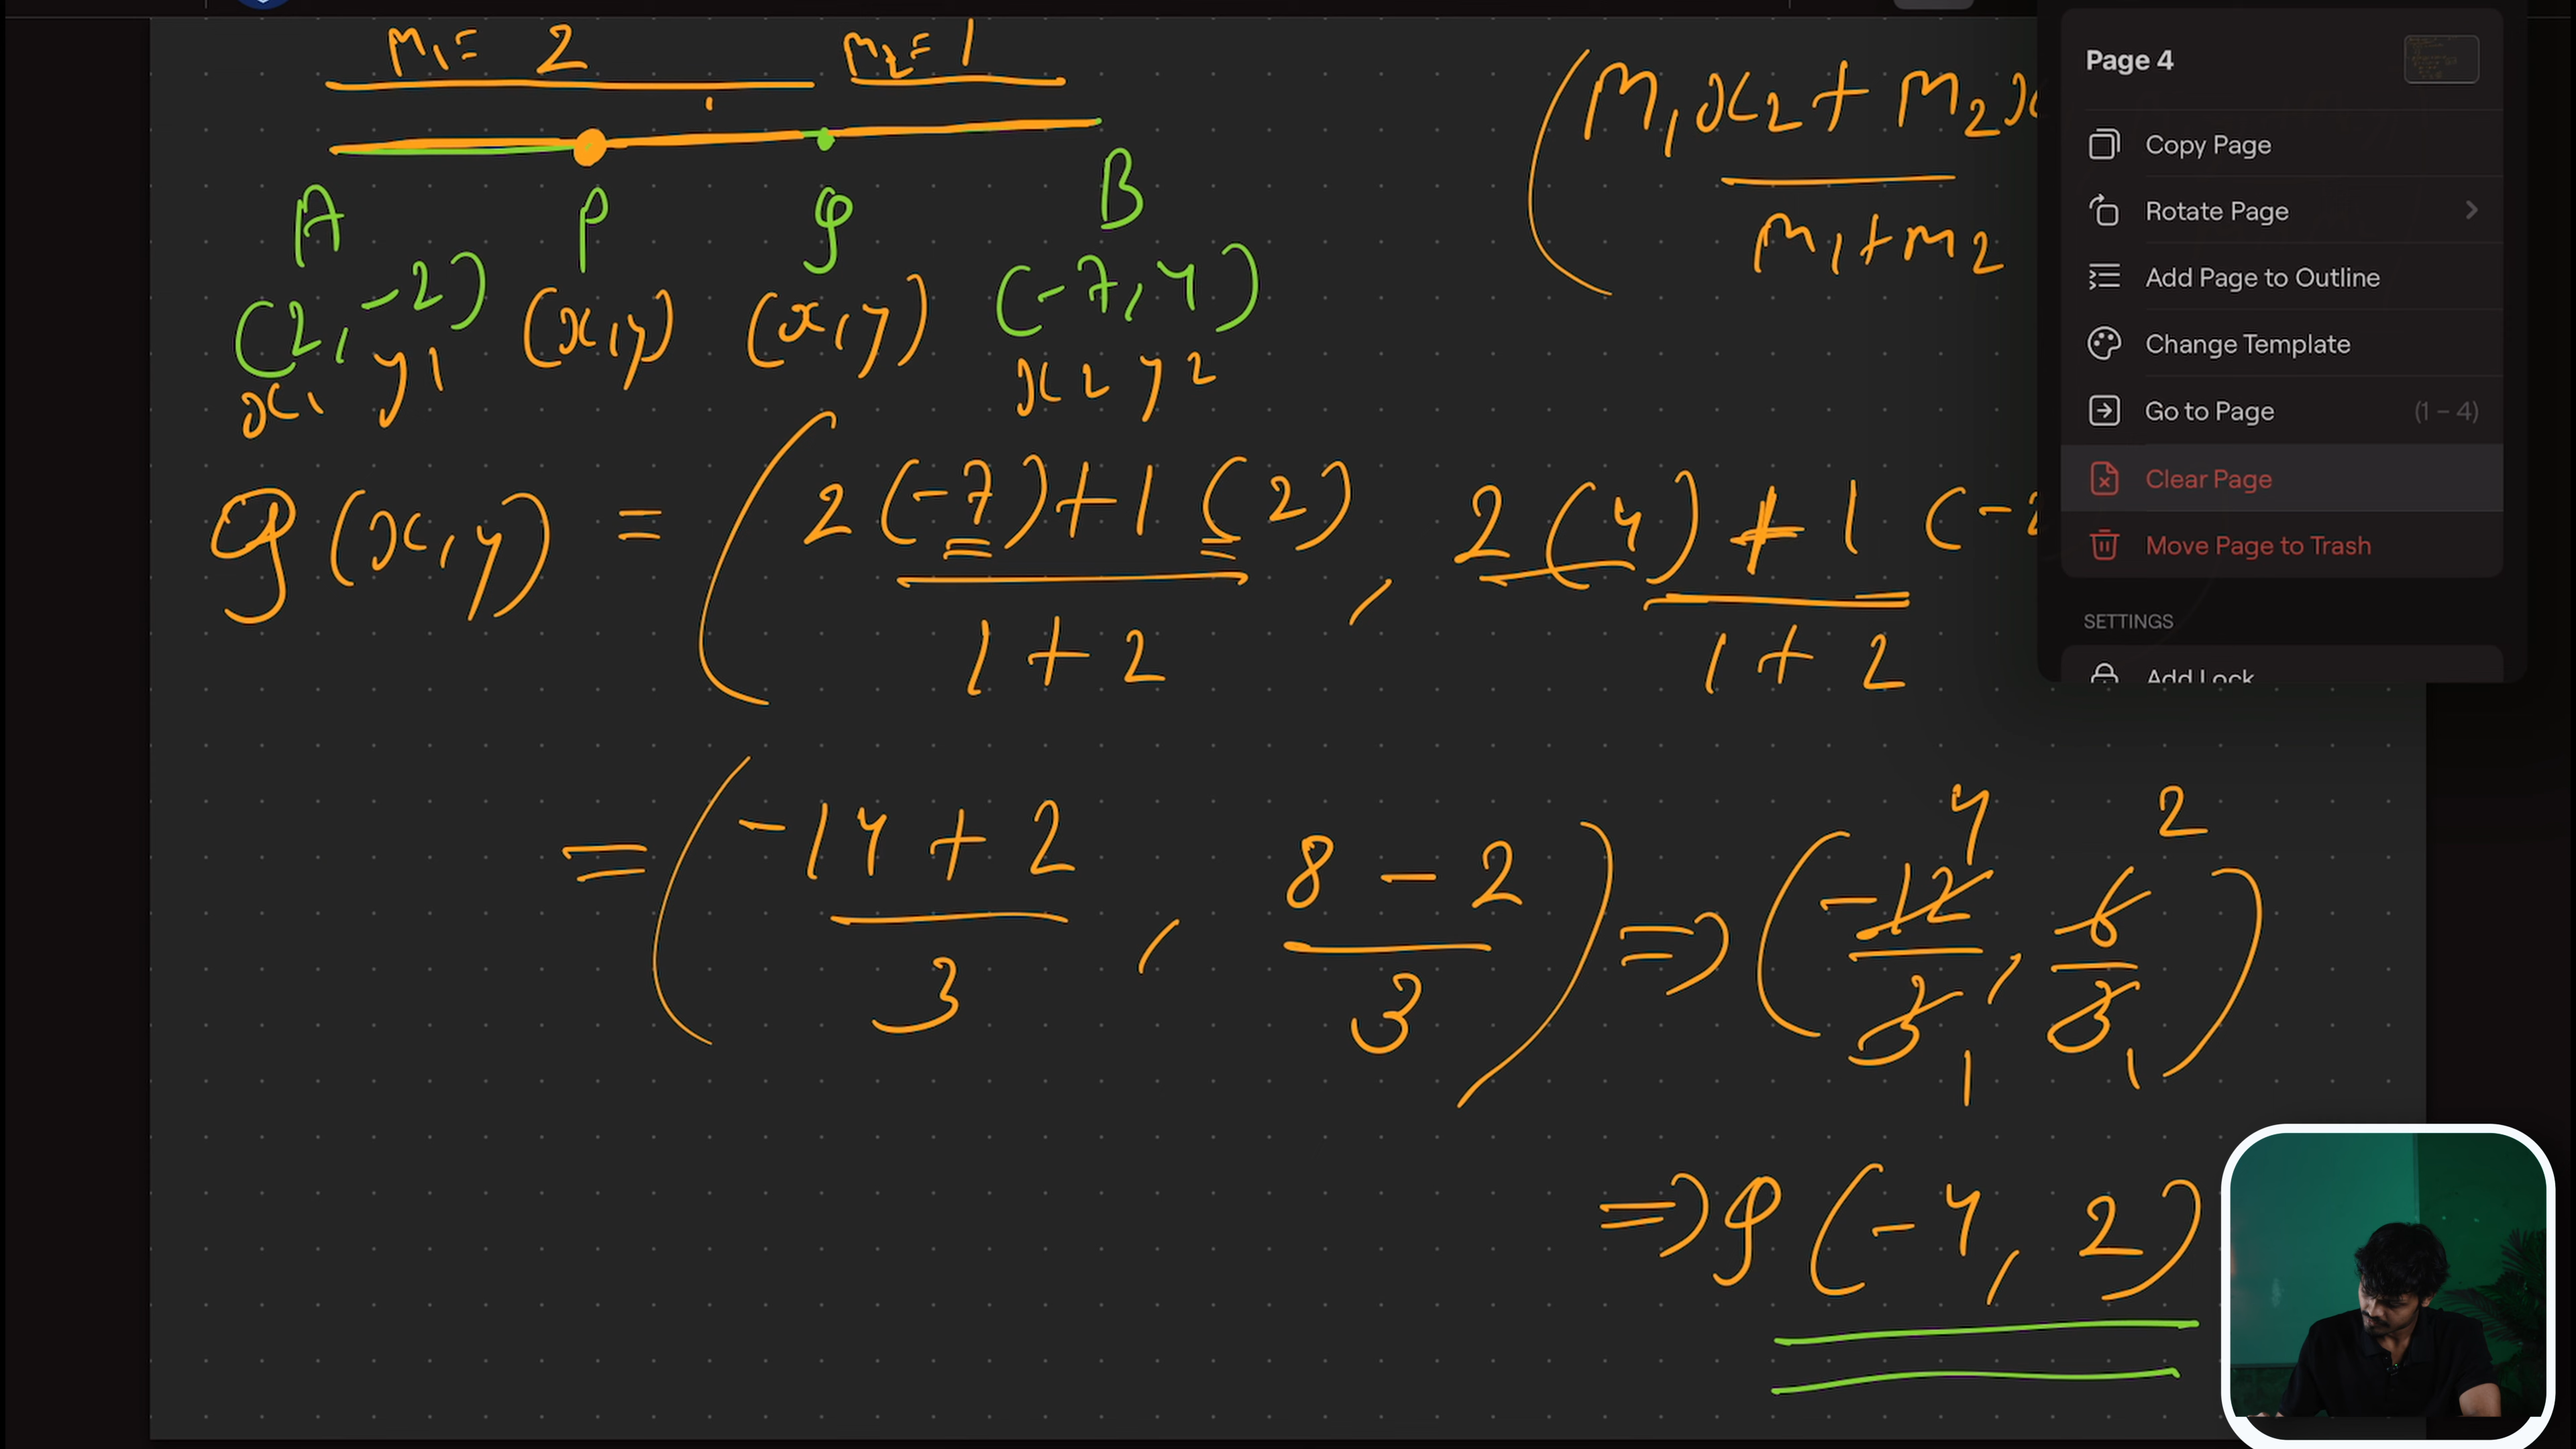 m₁ = 2 m₂ = 1
A P Q B
(2, -2) (x, y) (x, y) (-7, 4)
x₁ y₁ x₂ y₂
(m₁x₂ + m₂x
m₁ + m₂
Q (x, y) = ( 2(-7) + 1(2) , 2(4) + 1(-2
1 + 2 1 + 2
= ( -14 + 2 , 8 - 2 ) ⇒ ( -12 , 6 )
3 3 3 3
4 2
1 1
⇒ Q (-4, 2)
Page 4
Copy Page
Rotate Page
Add Page to Outline
Change Template
Go to Page (1 – 4)
Clear Page
Move Page to Trash
SETTINGS
Add Lock